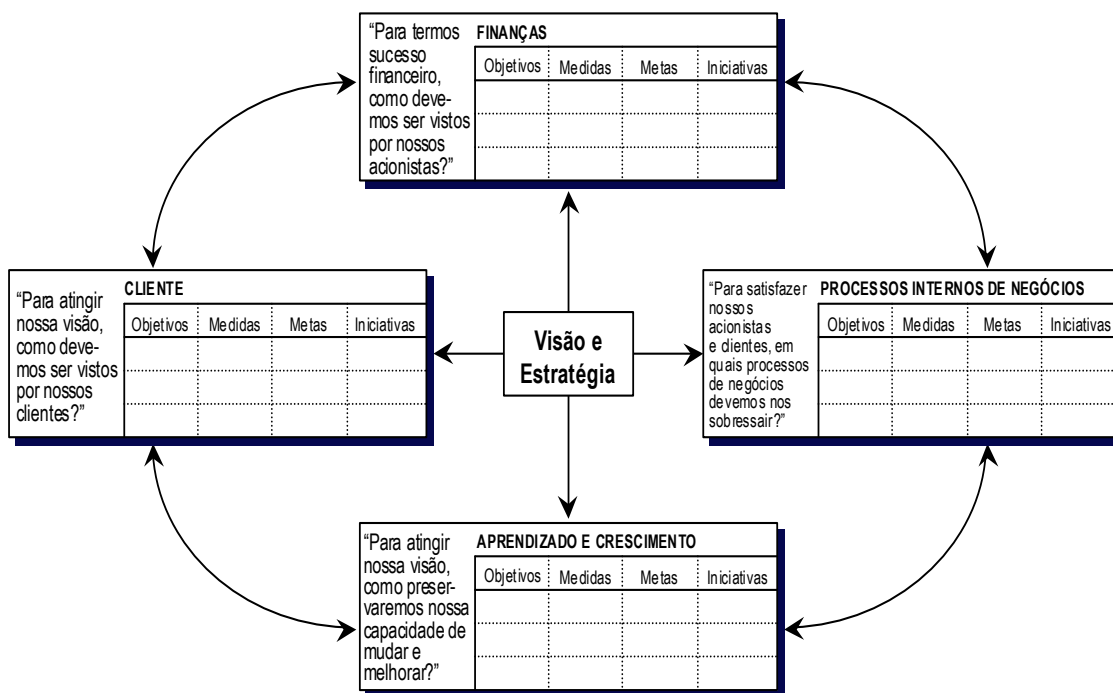 “Para termos
sucesso
financeiro,
como deve-
mos ser vistos
por nossos
acionistas?”
FINANÇAS
Objetivos Medidas Metas Iniciativas
“Para atingir
nossa visão,
como deve-
mos ser vistos
por nossos
clientes?”
CLIENTE
Objetivos Medidas Metas Iniciativas
Visão e
Estratégia
“Para satisfazer
nossos
acionistas
e clientes, em
quais processos
de negócios
devemos nos
sobressair?”
PROCESSOS INTERNOS DE NEGÓCIOS
Objetivos Medidas Metas Iniciativas
“Para atingir
nossa visão,
como preser-
varemos nossa
capacidade de
mudar e
melhorar?”
APRENDIZADO E CRESCIMENTO
Objetivos Medidas Metas Iniciativas